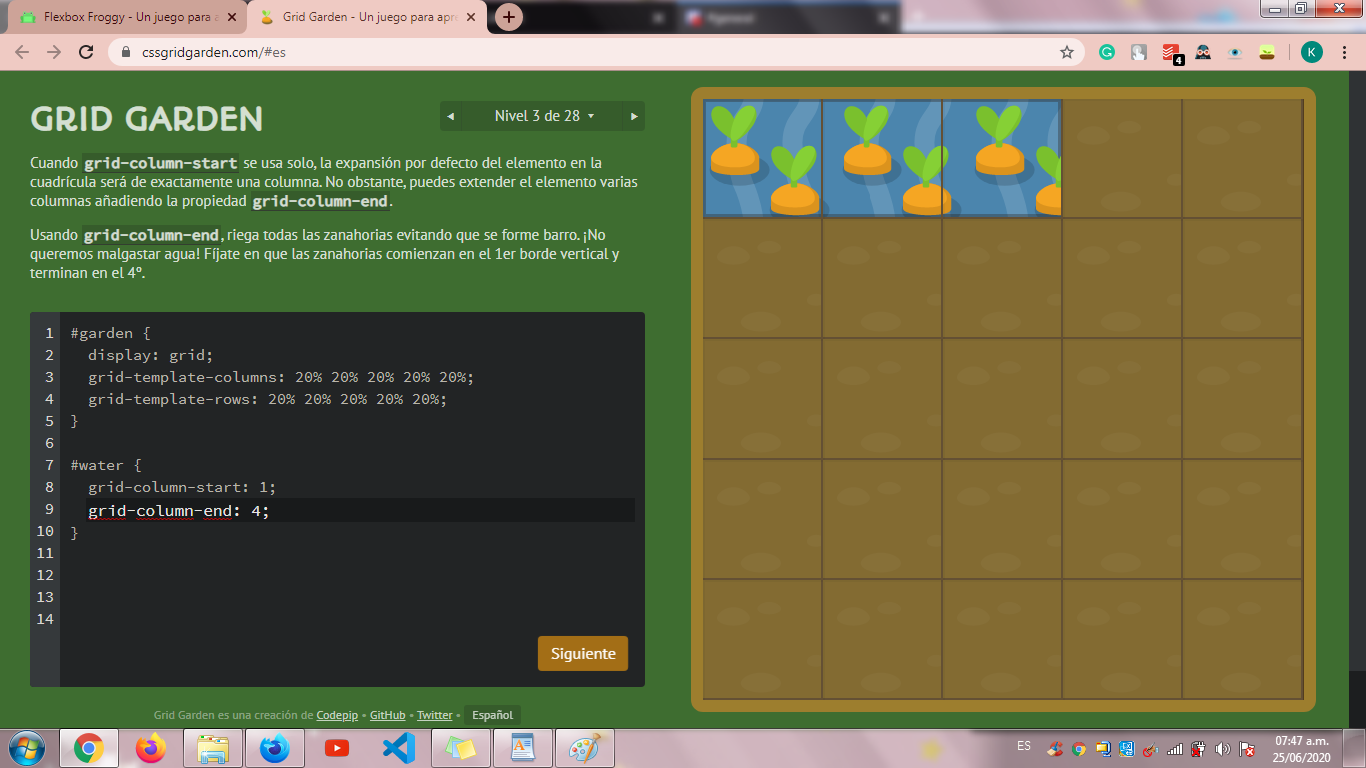 Flexbox Froggy - Un juego para a
Grid Garden - Un juego para apre
cssgridgarden.com/#es
4
K
GRID GARDEN
Nivel 3 de 28
Cuando grid-column-start se usa solo, la expansión por defecto del elemento en la
cuadrícula será de exactamente una columna. No obstante, puedes extender el elemento varias
columnas añadiendo la propiedad grid-column-end.
Usando grid-column-end, riega todas las zanahorias evitando que se forme barro. ¡No
queremos malgastar agua! Fíjate en que las zanahorias comienzan en el 1er borde vertical y
terminan en el 4º.
1 #garden {
2 display: grid;
3 grid-template-columns: 20% 20% 20% 20% 20%;
4 grid-template-rows: 20% 20% 20% 20% 20%;
5 }
6
7 #water {
8 grid-column-start: 1;
9 grid-column-end: 4;
10 }
11
12
13
14
Siguiente
Grid Garden es una creación de Codepip • GitHub • Twitter • Español
ES
07:47 a.m.
25/06/2020